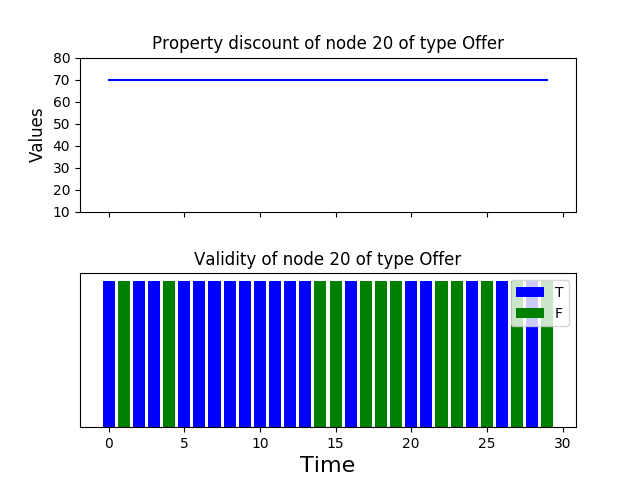 Property discount of node 20 of type Offer
80
70
60
50
40
30
20
10
Values
Validity of node 20 of type Offer
T
F
0 5 10 15 20 25 30
Time